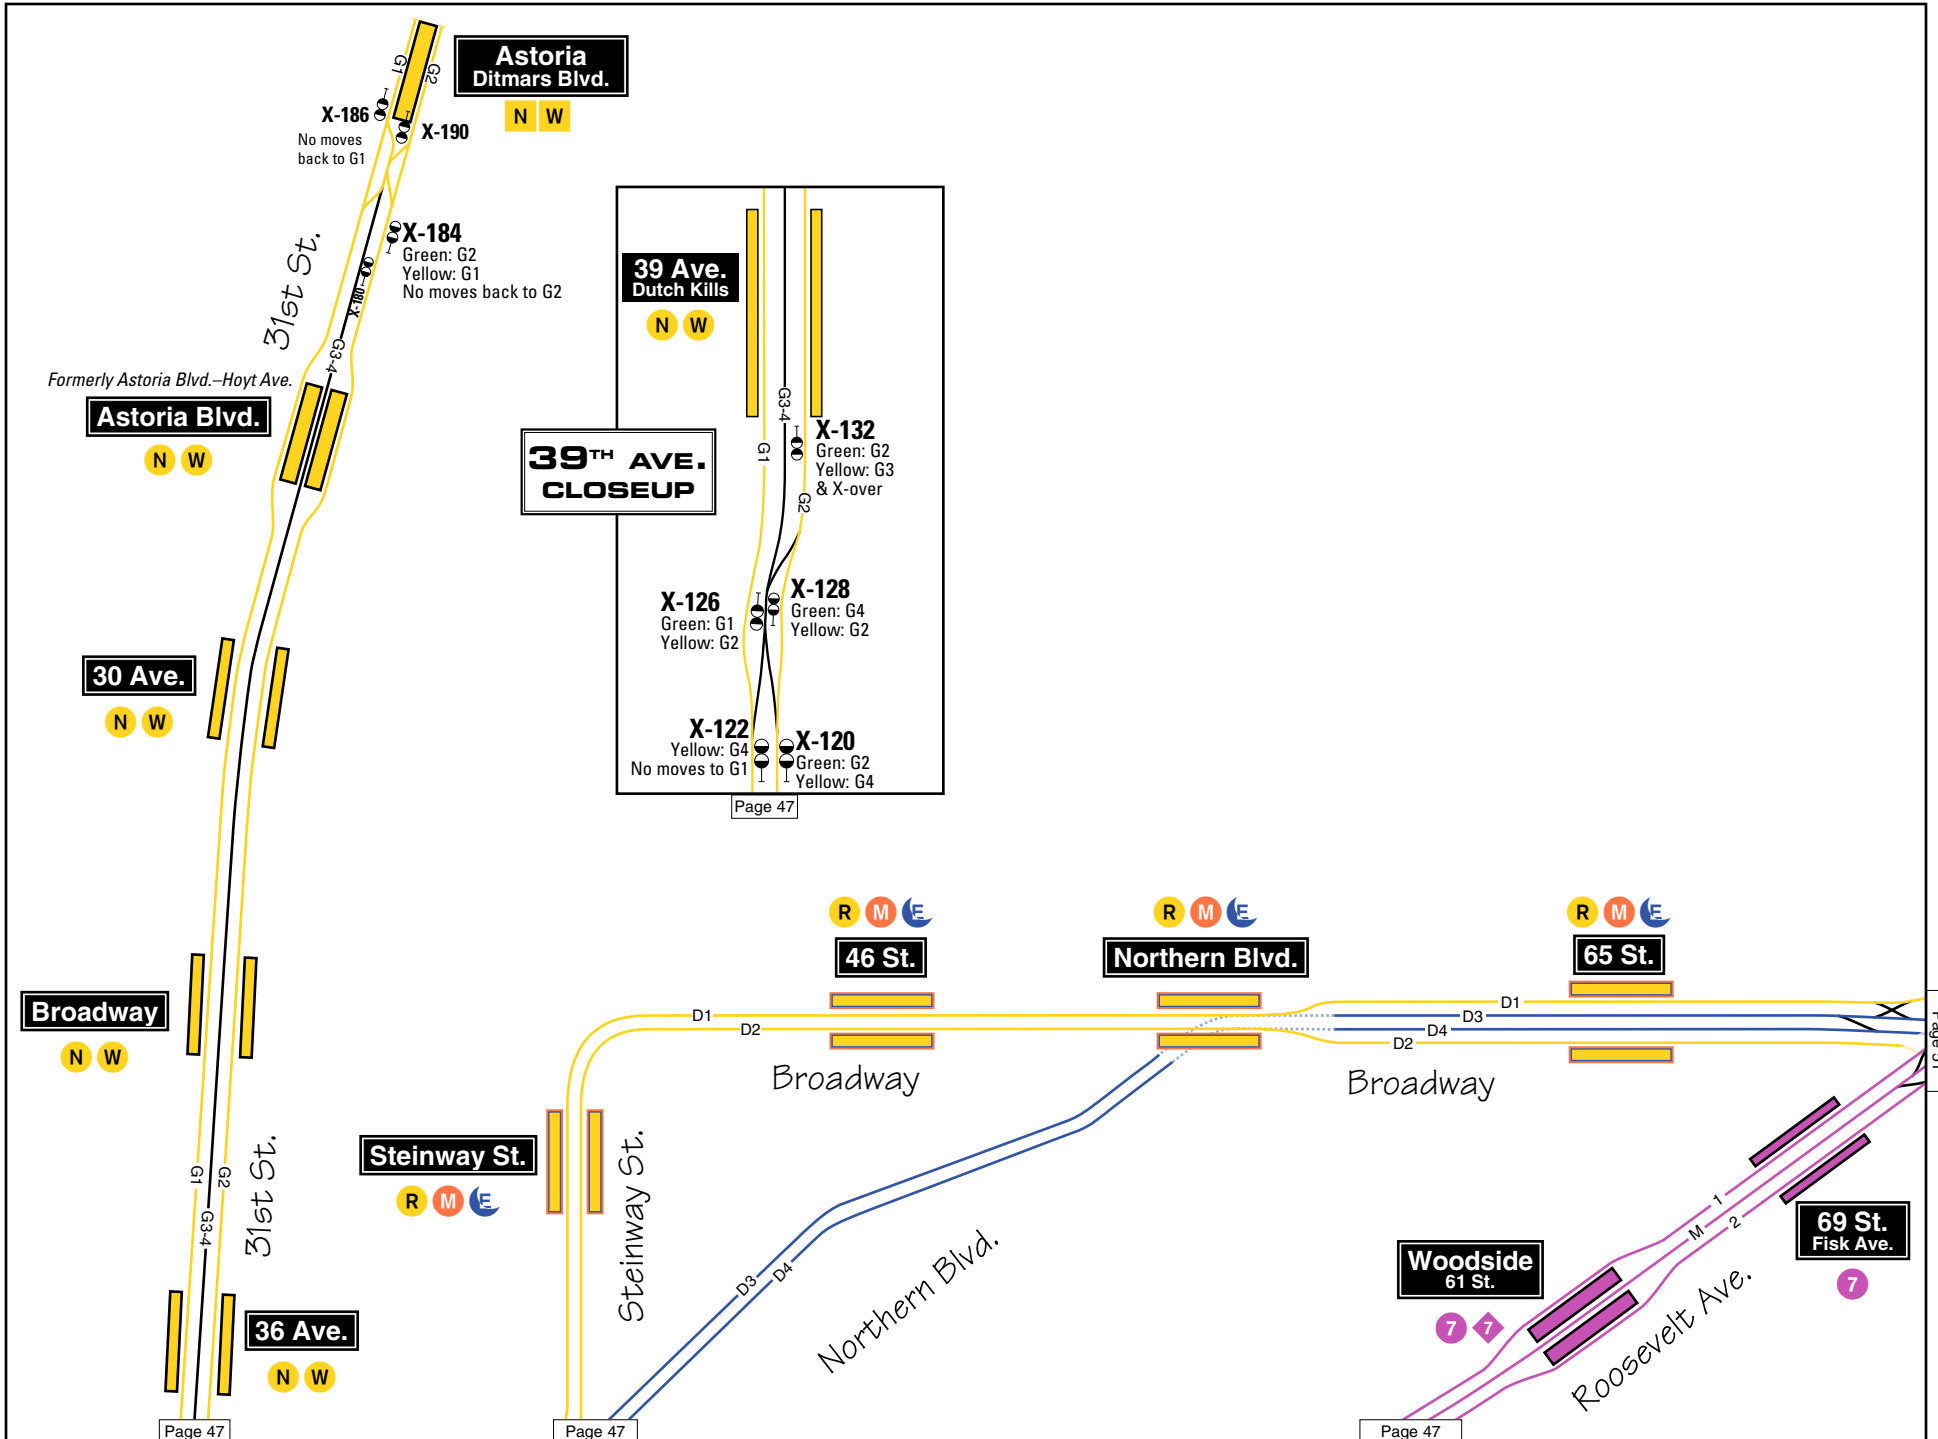 Astoria
Ditmars Blvd.
N W
G1
G2
X-186
No moves
back to G1
X-190
X-184
Green: G2
Yellow: G1
No moves back to G2
X-180
31st St.
G3-4
Formerly Astoria Blvd.–Hoyt Ave.
Astoria Blvd.
N W
39 Ave.
Dutch Kills
N W
39TH AVE.
CLOSEUP
G3-4
G1
G2
X-132
Green: G2
Yellow: G3
& X-over
X-126
Green: G1
Yellow: G2
X-128
Green: G4
Yellow: G2
X-122
Yellow: G4
No moves to G1
X-120
Green: G2
Yellow: G4
Page 47
30 Ave.
N W
Broadway
N W
G1
G2
G3-4
31st St.
36 Ave.
N W
Page 47
R M E
46 St.
D1
D2
Broadway
R M E
Northern Blvd.
R M E
65 St.
D1
D3
D4
D2
Broadway
Steinway St.
R M E
Steinway St.
D3
D4
Northern Blvd.
Page 47
1
M
2
69 St.
Fisk Ave.
7
Woodside
61 St.
7 7
Roosevelt Ave.
Page 47